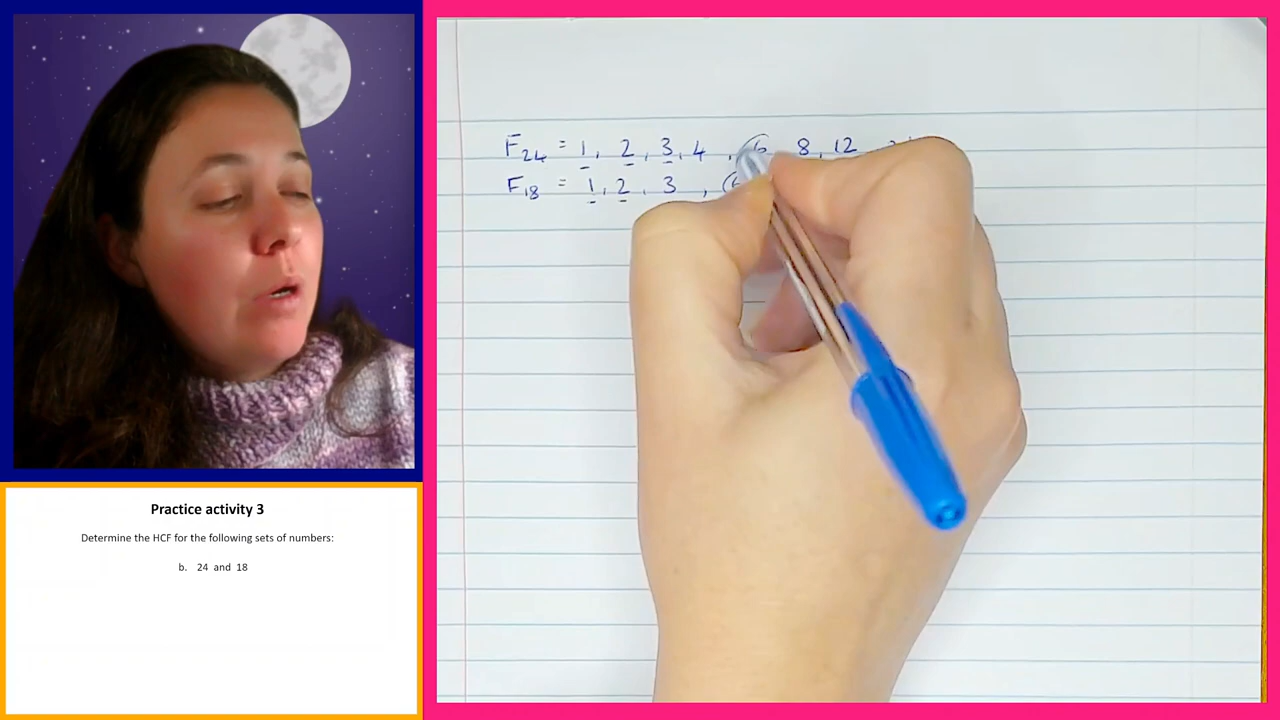 F24 = 1, 2, 3, 4, 6 8, 12
F18 = 1, 2, 3, 6
Practice activity 3
Determine the HCF for the following sets of numbers:
b. 24 and 18